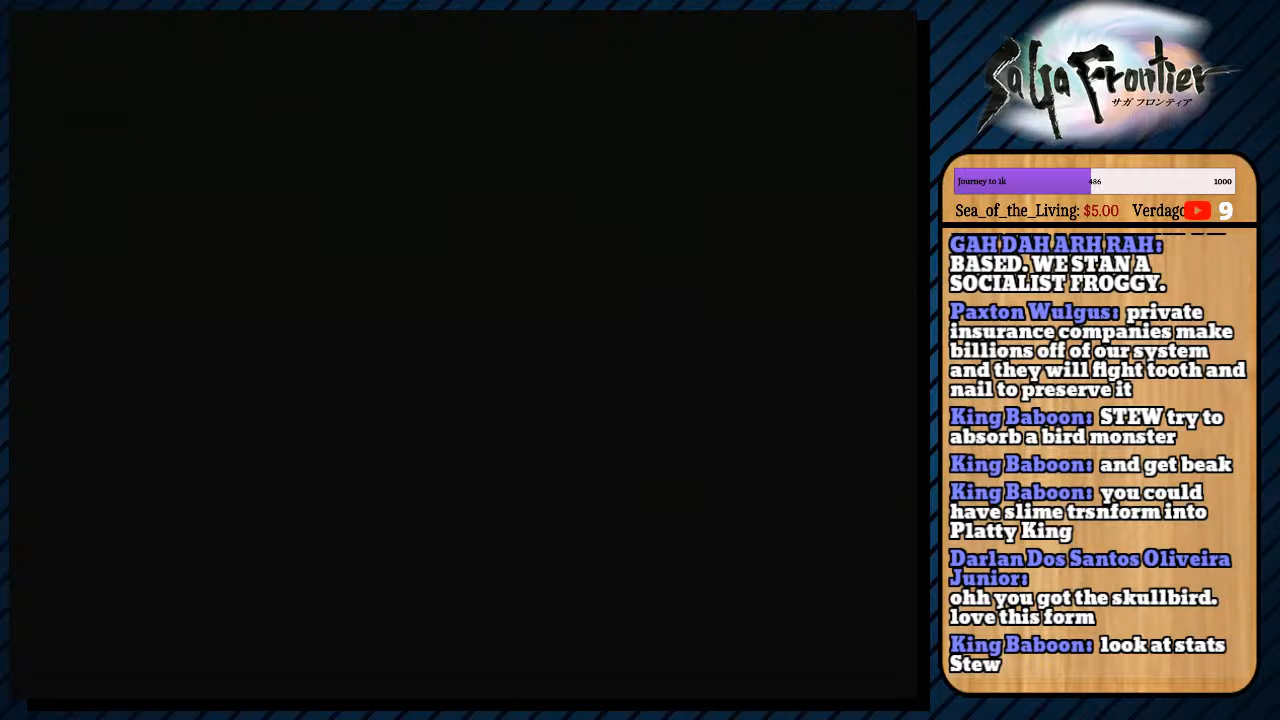 SaGa Frontier
サガ フロンティア
Journey to 1k 486 1000
Sea_of_the_Living: $5.00 Verdago 9
GAH DAH ARH RAH:
BASED. WE STAN A
SOCIALIST FROGGY.
Paxton Wulgus: private
insurance companies make
billions off of our system
and they will fight tooth and
nail to preserve it
King Baboon: STEW try to
absorb a bird monster
King Baboon: and get beak
King Baboon: you could
have slime trsnform into
Platty King
Darlan Dos Santos Oliveira
Junior:
ohh you got the skullbird.
love this form
King Baboon: look at stats
Stew